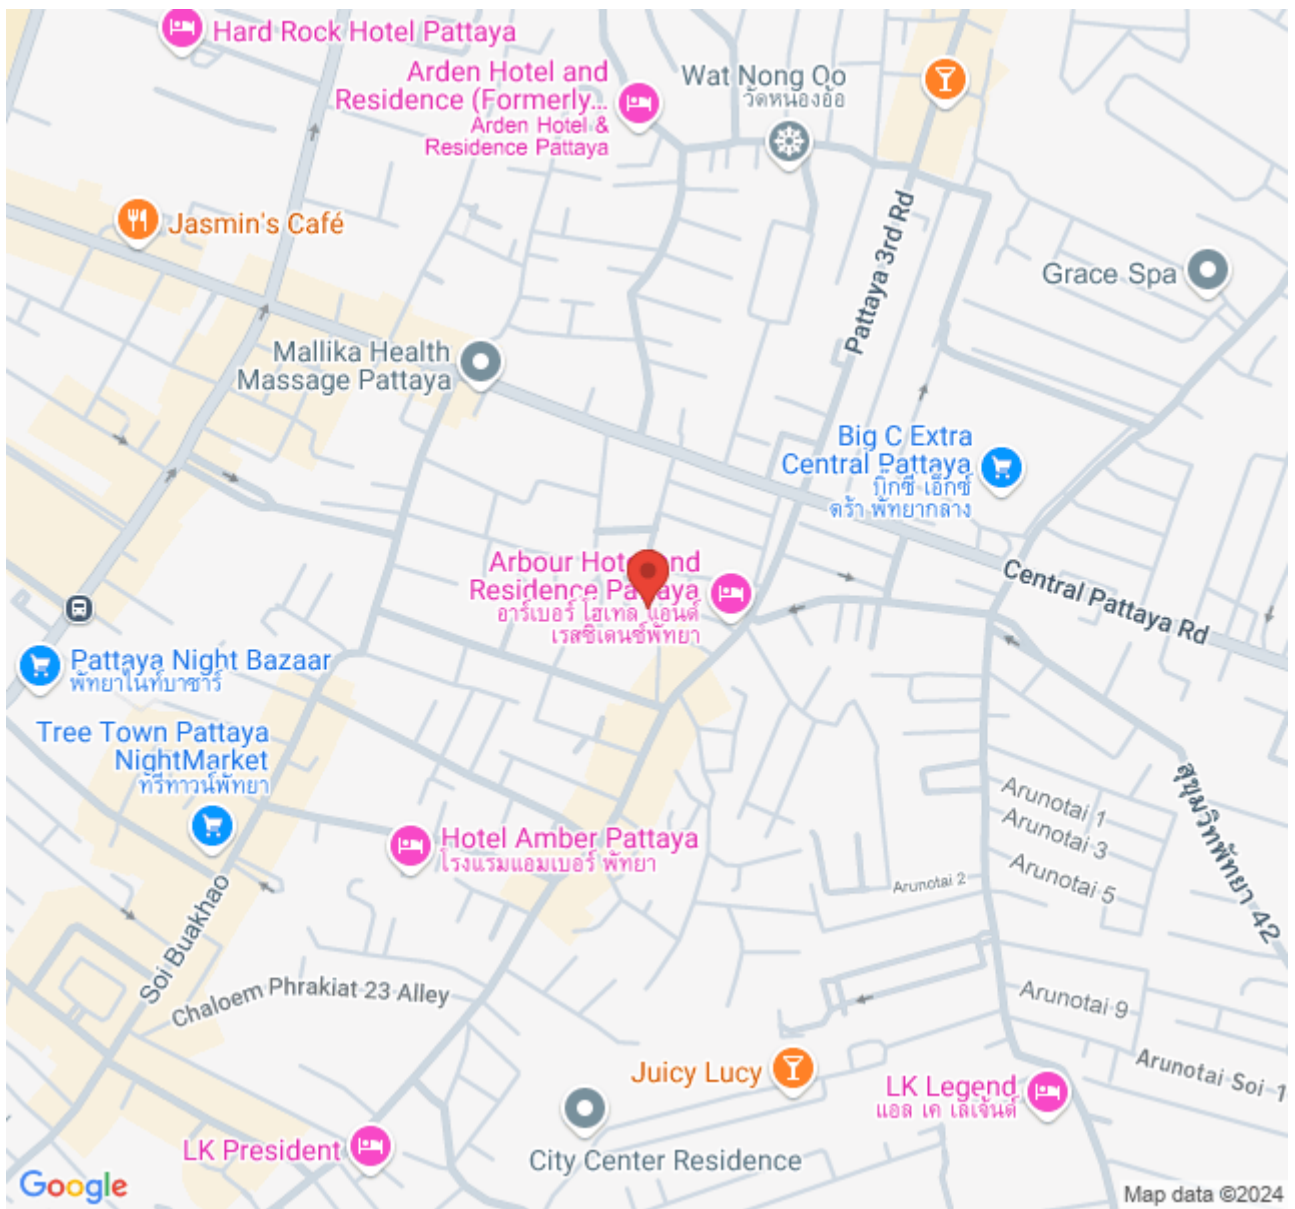 Hard Rock Hotel Pattaya
Arden Hotel and
Residence (Formerly...
Arden Hotel &
Residence Pattaya
Wat Nong Oo
วัดหนองอ้อ
Jasmin's Café
Pattaya 3rd Rd
Grace Spa
Mallika Health
Massage Pattaya
Big C Extra
Central Pattaya
บิ๊กซี เอ็กซ์
ตร้า พัทยากลาง
Arbour Hotel and
Residence Pattaya
อาร์เบอร์ โฮเทล แอนด์
เรสซิเดนซ์พัทยา
Central Pattaya Rd
Pattaya Night Bazaar
พัทยาไนท์บาซาร์
Tree Town Pattaya
NightMarket
ทรีทาวน์พัทยา
สุขุมวิทพัทยา 42
Arunotai 1
Arunotai 3
Arunotai 5
Hotel Amber Pattaya
โรงแรมแอมเบอร์ พัทยา
Arunotai 2
Soi Buakhao
Chaloem Phrakiat 23 Alley
Arunotai 9
Arunotai Soi 1
Juicy Lucy
LK Legend
แอล เค เลเจ้นด์
LK President
City Center Residence
Google
Map data ©2024